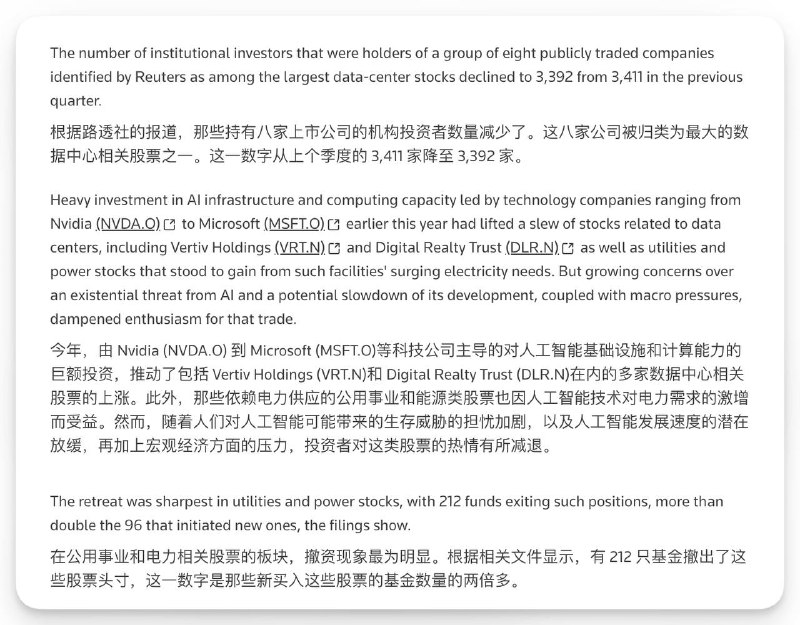 The number of institutional investors that were holders of a group of eight publicly traded companies
identified by Reuters as among the largest data-center stocks declined to 3,392 from 3,411 in the previous
quarter.
根据路透社的报道，那些持有八家上市公司的机构投资者数量减少了。这八家公司被归类为最大的数
据中心相关股票之一。这一数字从上个季度的 3,411 家降至 3,392 家。
Heavy investment in AI infrastructure and computing capacity led by technology companies ranging from
Nvidia (NVDA.O) to Microsoft (MSFT.O) earlier this year had lifted a slew of stocks related to data
centers, including Vertiv Holdings (VRT.N) and Digital Realty Trust (DLR.N) as well as utilities and
power stocks that stood to gain from such facilities' surging electricity needs. But growing concerns over
an existential threat from AI and a potential slowdown of its development, coupled with macro pressures,
dampened enthusiasm for that trade.
今年，由 Nvidia (NVDA.O) 到 Microsoft (MSFT.O)等科技公司主导的对人工智能基础设施和计算能力的
巨额投资，推动了包括 Vertiv Holdings (VRT.N)和 Digital Realty Trust (DLR.N)在内的多家数据中心相关
股票的上涨。此外，那些依赖电力供应的公用事业和能源类股票也因人工智能技术对电力需求的激增
而受益。然而，随着人们对人工智能可能带来的生存威胁的担忧加剧，以及人工智能发展速度的潜在
放缓，再加上宏观经济方面的压力，投资者对这类股票的热情有所减退。
The retreat was sharpest in utilities and power stocks, with 212 funds exiting such positions, more than
double the 96 that initiated new ones, the filings show.
在公用事业和电力相关股票的板块，撤资现象最为明显。根据相关文件显示，有 212 只基金撤出了这
些股票头寸，这一数字是那些新买入这些股票的基金数量的两倍多。